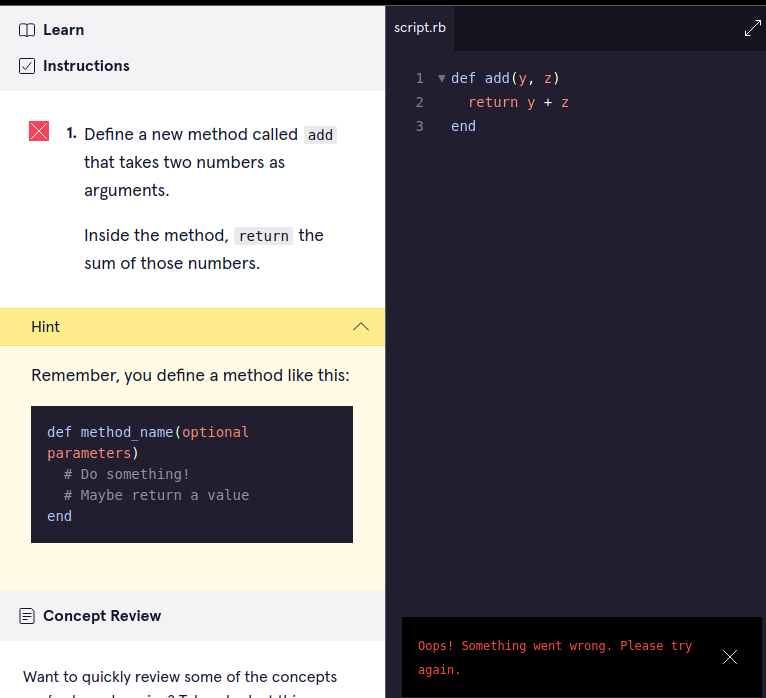 Learn
Instructions
1. Define a new method called add
that takes two numbers as
arguments.
Inside the method, return the
sum of those numbers.
Hint
Remember, you define a method like this:
def method_name(optional
parameters)
# Do something!
# Maybe return a value
end
Concept Review
Want to quickly review some of the concepts
script.rb
1 def add(y, z)
2 return y + z
3 end
Oops! Something went wrong. Please try
again.